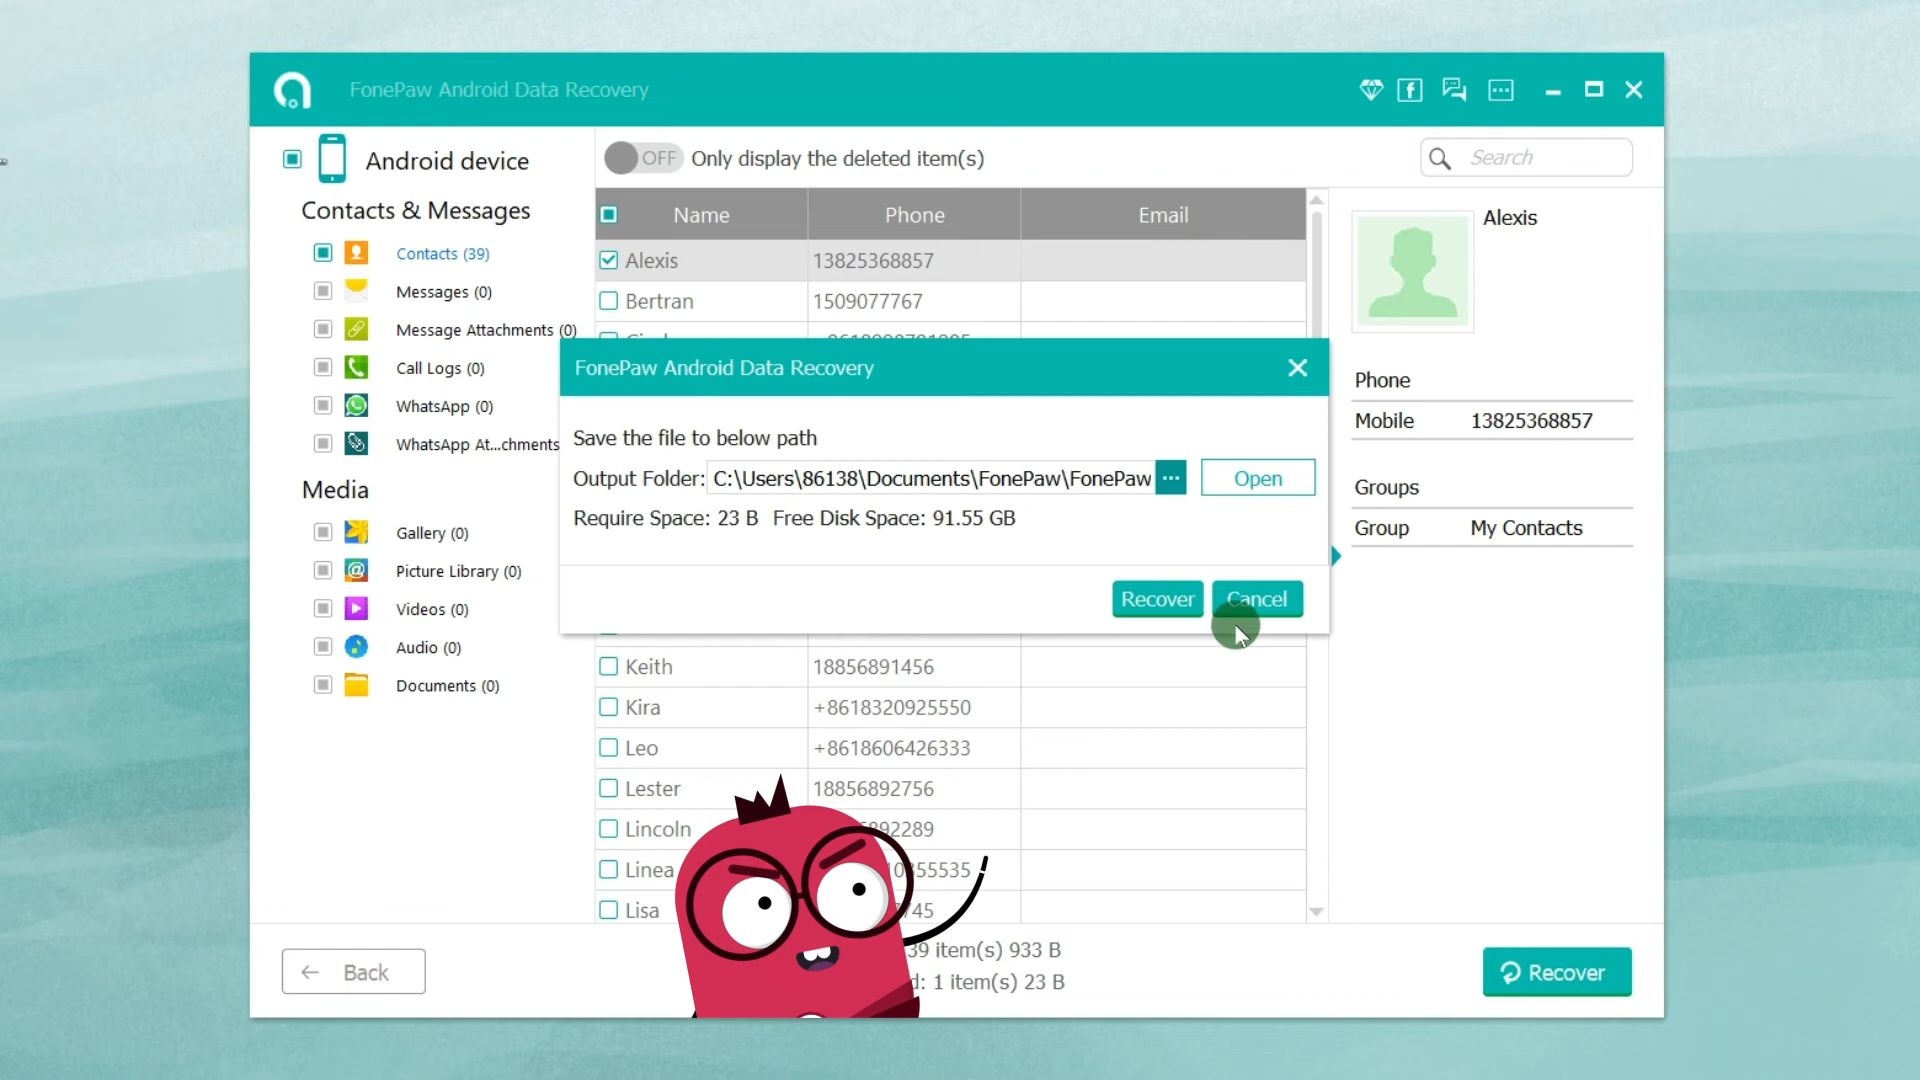 FonePaw Android Data Recovery
Android device
OFF Only display the deleted item(s)
Search
Contacts & Messages
Contacts (39)
Messages (0)
Message Attachments (0)
Call Logs (0)
WhatsApp (0)
WhatsApp At...chments
Media
Gallery (0)
Picture Library (0)
Videos (0)
Audio (0)
Documents (0)
Name Phone Email
Alexis 13825368857
Bertran 1509077767
FonePaw Android Data Recovery
Save the file to below path
Output Folder: C:\Users\86138\Documents\FonePaw\FonePaw ... Open
Require Space: 23 B Free Disk Space: 91.55 GB
Recover Cancel
Keith 18856891456
Kira +8618320925550
Leo +8618606426333
Lester 18856892756
Lincoln 892289
Linea 355535
Lisa 745
Alexis
Phone
Mobile 13825368857
Groups
Group My Contacts
Back
39 item(s) 933 B
d: 1 item(s) 23 B
Recover